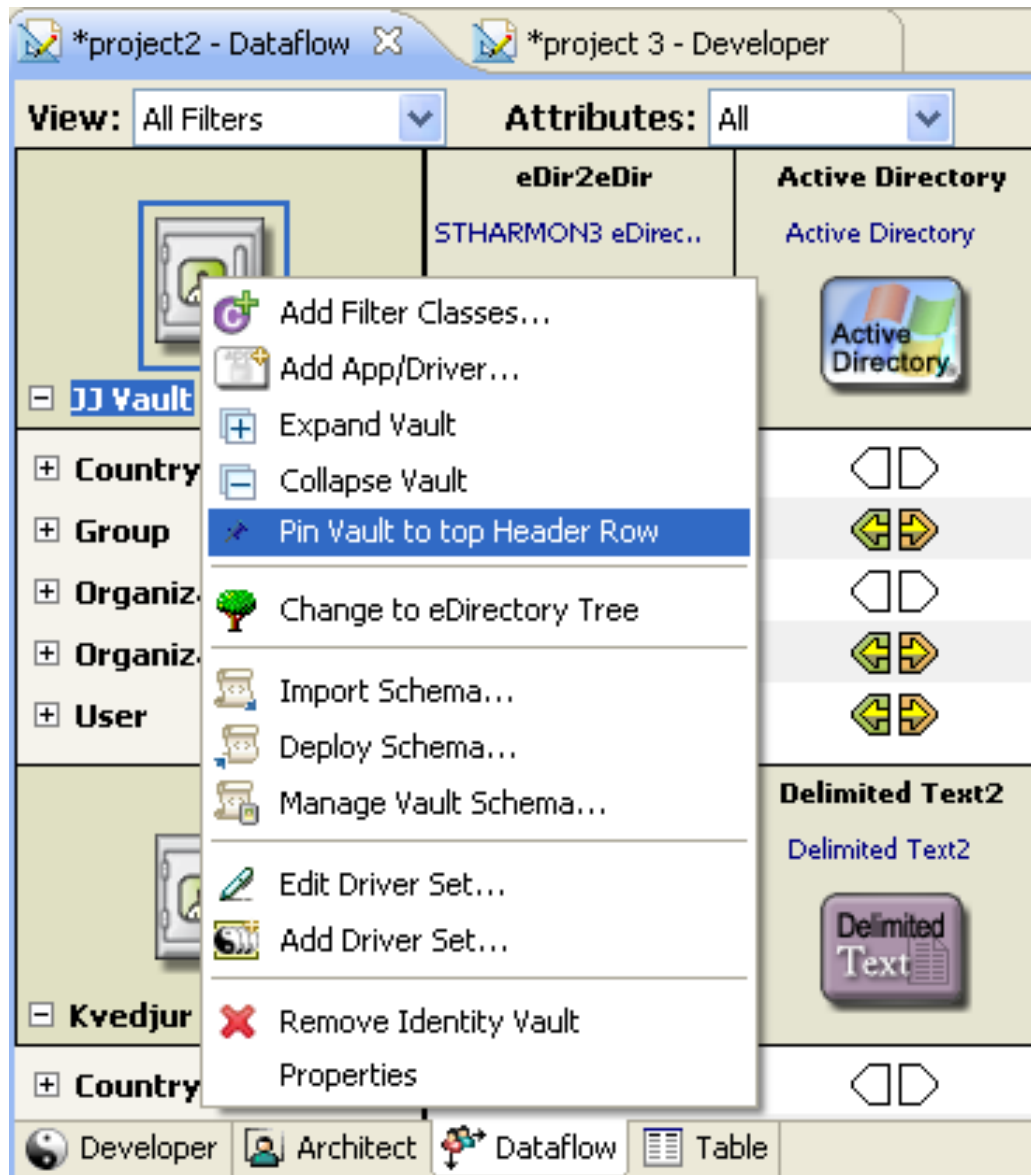 *project2 - Dataflow
*project 3 - Developer
View: All Filters
Attributes: All
eDir2eDir
Active Directory
STHARMON3 eDirec..
Active Directory
Active Directory
JJ Vault
Add Filter Classes...
Add App/Driver...
Expand Vault
Collapse Vault
Pin Vault to top Header Row
Change to eDirectory Tree
Import Schema...
Deploy Schema...
Manage Vault Schema...
Edit Driver Set...
Add Driver Set...
Remove Identity Vault
Properties
Country
Group
Organiz
Organiz
User
Delimited Text2
Delimited Text2
Delimited
Text
Kvedjur
Country
Developer
Architect
Dataflow
Table